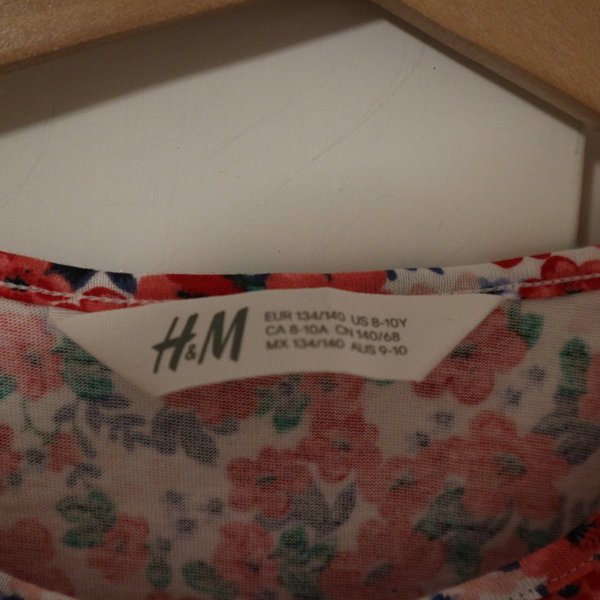 H&M
EUR 134/140 US 8-10Y
CA 8-10A CN 140/68
MX 134/140 AUS 9-10